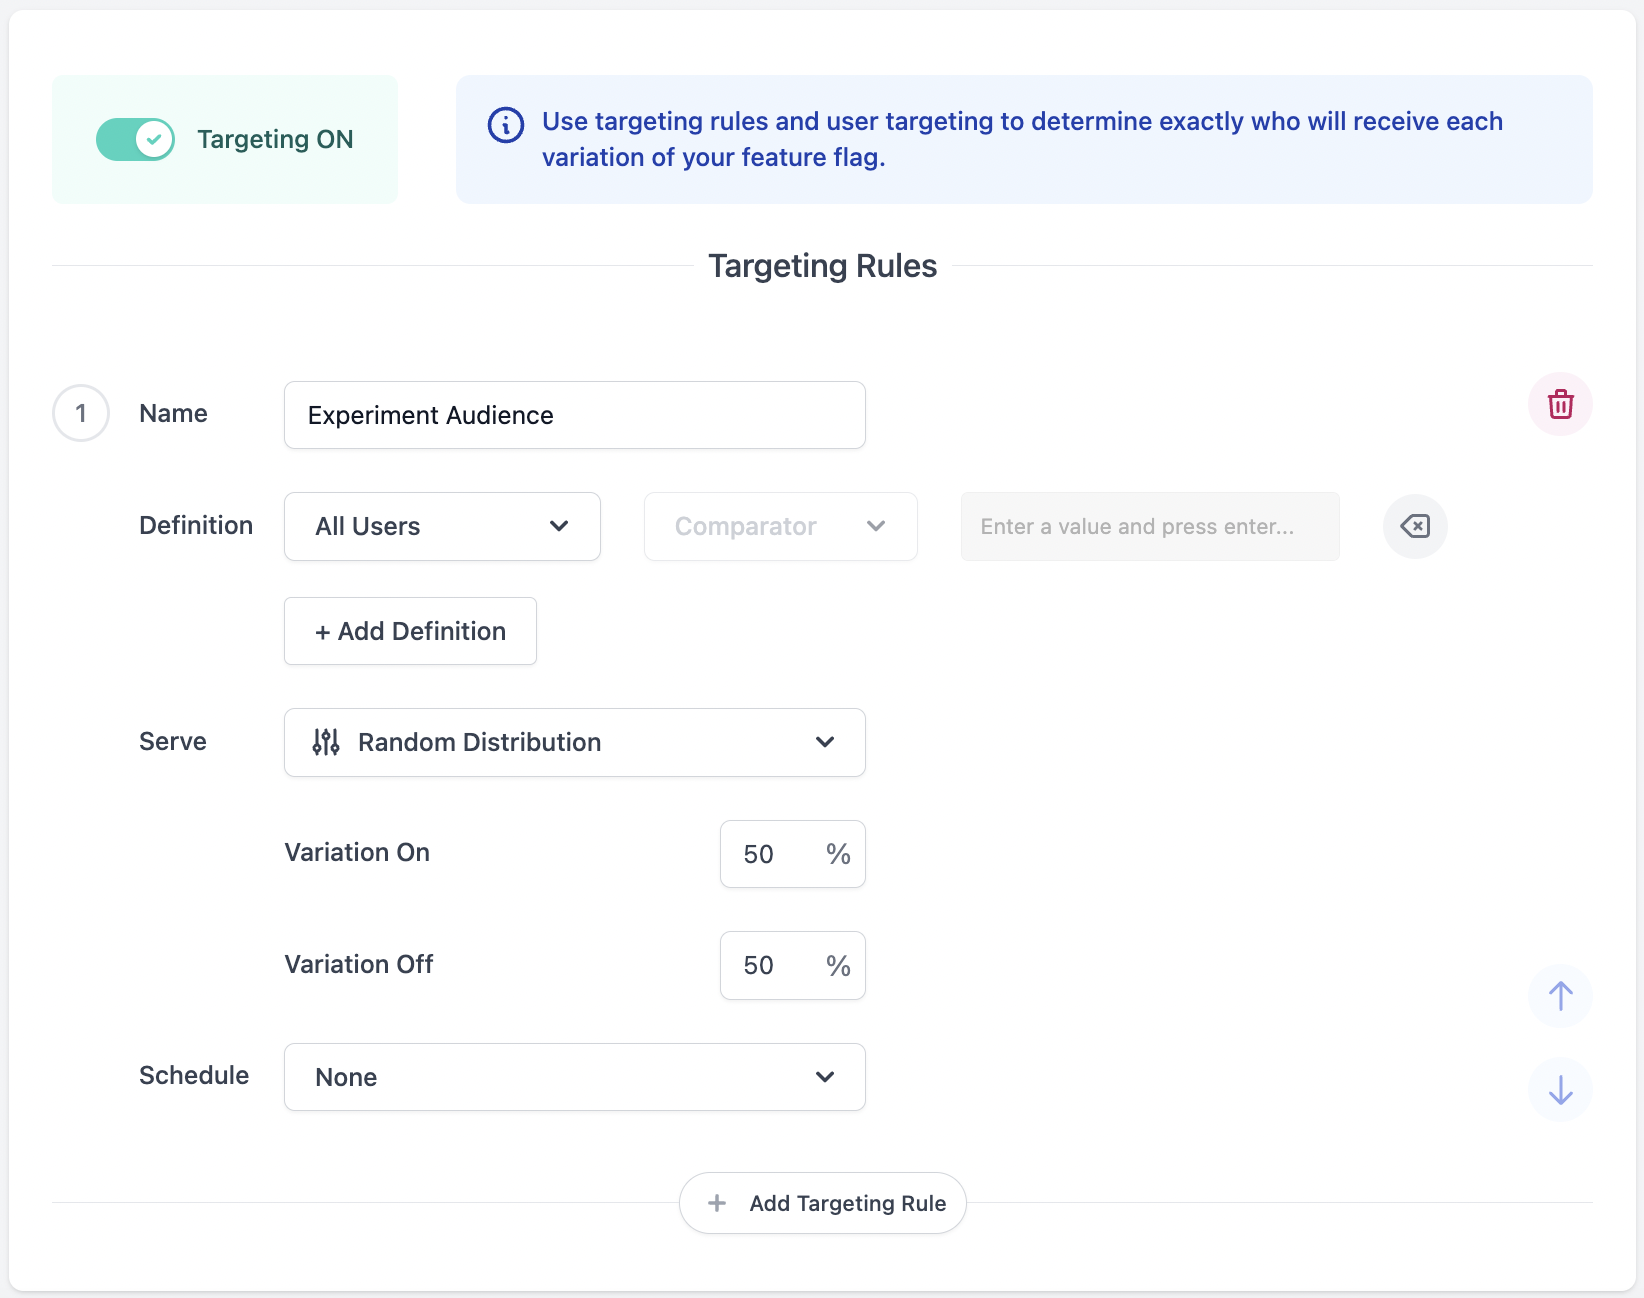 Targeting ON
Use targeting rules and user targeting to determine exactly who will receive each
variation of your feature flag.
Targeting Rules
1
Name
Experiment Audience
Definition
All Users
Comparator
Enter a value and press enter...
+ Add Definition
Serve
Random Distribution
Variation On
50 %
Variation Off
50 %
Schedule
None
+ Add Targeting Rule